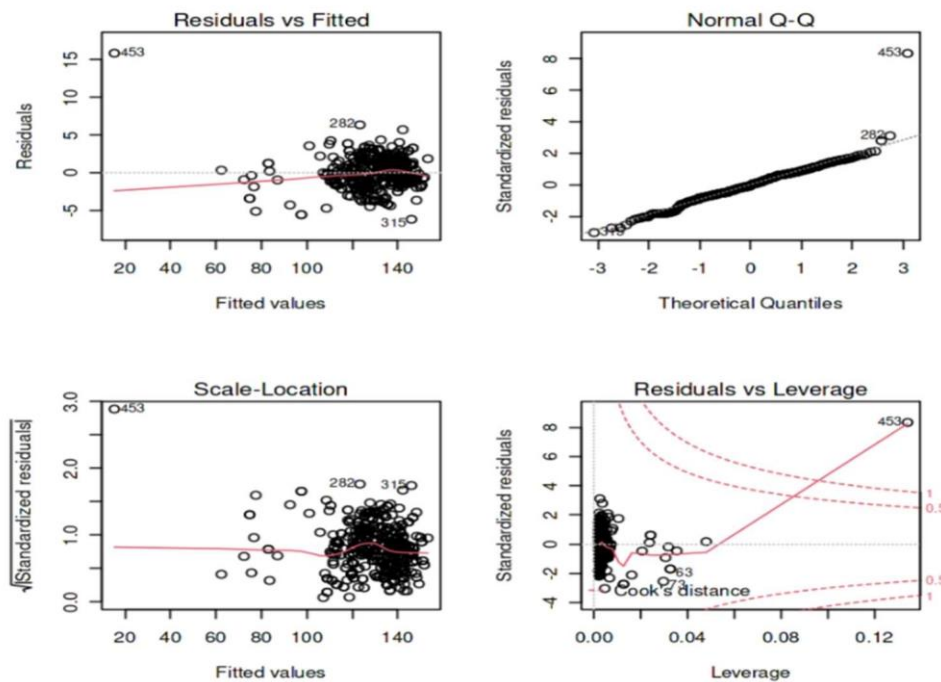 Residuals vs Fitted
453
282
315
Residuals
15
10
5
0
-5
20 40 60 80 100 120 140
Fitted values
Normal Q-Q
453
282
315
Standardized residuals
8
6
4
2
0
-2
-3 -2 -1 0 1 2 3
Theoretical Quantiles
Scale-Location
453
282
315
√|Standardized residuals|
3.0
2.0
1.0
0.0
20 40 60 80 100 120 140
Fitted values
Residuals vs Leverage
453
1
0.5
63
73
Cook's distance
0.5
1
Standardized residuals
8
6
4
2
0
-2
-4
0.00 0.04 0.08 0.12
Leverage